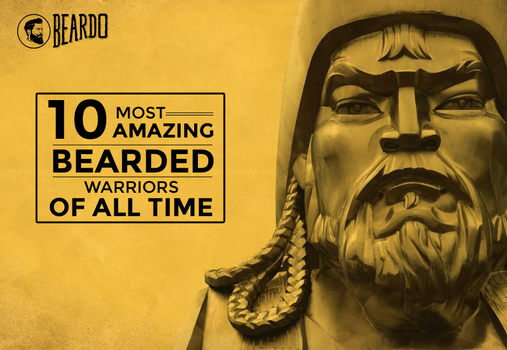 BEARDO
10 MOST
AMAZING
BEARDED
WARRIORS
OF ALL TIME